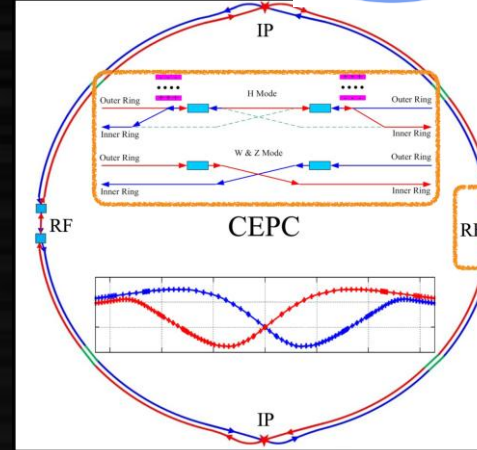 IP
H Mode
Outer Ring
Outer Ring
Inner Ring
Inner Ring
W & Z Mode
Outer Ring
Outer Ring
Inner Ring
Inner Ring
RF
CEPC
RF
IP